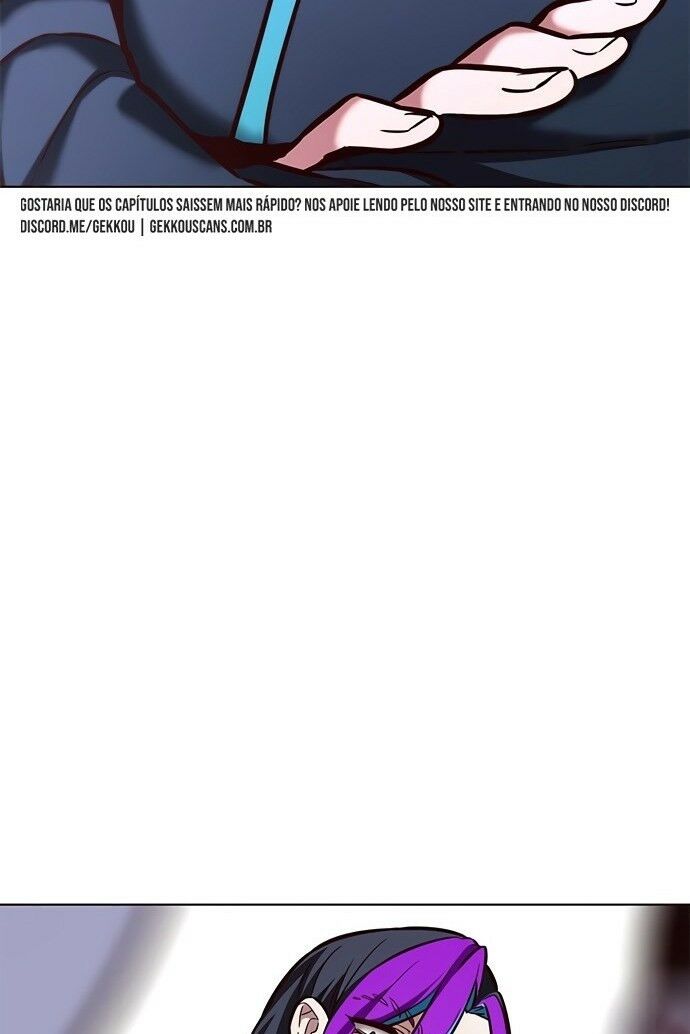 GOSTARIA QUE OS CAPÍTULOS SAISSEM MAIS RÁPIDO? NOS APOIE LENDO PELO NOSSO SITE E ENTRANDO NO NOSSO DISCORD!
DISCORD.ME/GEKKOU | GEKKOUSCANS.COM.BR